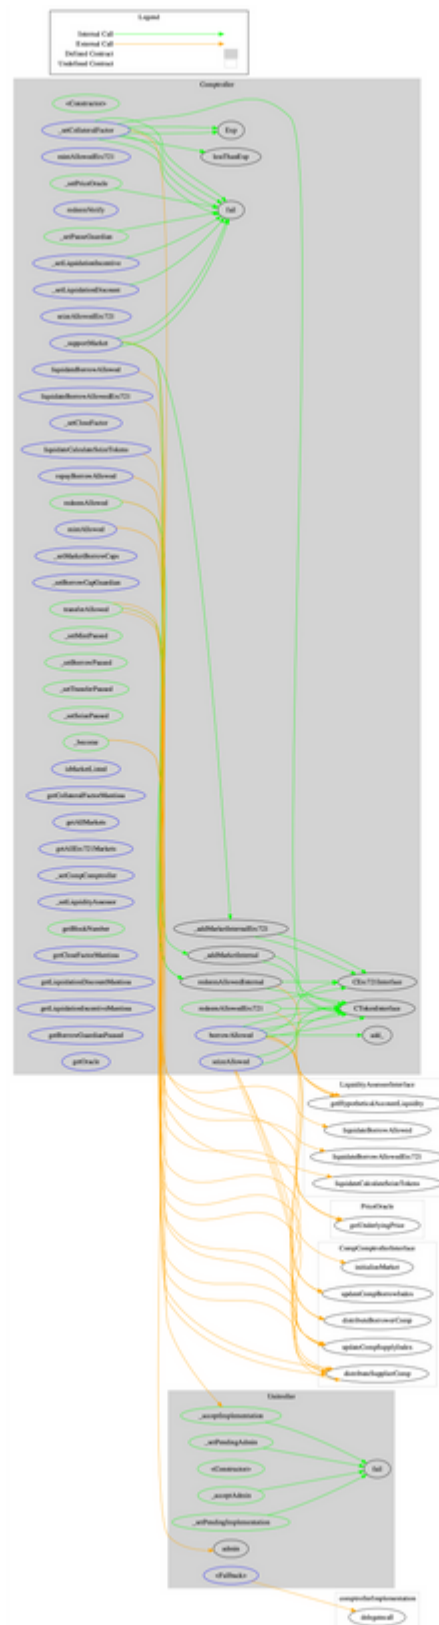 Legend
Internal Call
External Call
Defined Contract
Undefined Contract
Comptroller
<Constructor>
_setCollateralFactor
Exp
mintAllowedErc721
lessThanExp
_setPriceOracle
redeemVerify
fail
_setPauseGuardian
_setLiquidationIncentive
_setLiquidationDiscount
seizeAllowedErc721
_supportMarket
liquidateBorrowAllowed
liquidateBorrowAllowedErc721
_setCloseFactor
liquidateCalculateSeizeTokens
repayBorrowAllowed
redeemAllowed
mintAllowed
_setMarketBorrowCaps
_setBorrowCapGuardian
transferAllowed
_setMintPaused
_setBorrowPaused
_setTransferPaused
_setSeizePaused
_become
isMarketListed
getCollateralFactorMantissa
getAllMarkets
getAllErc721Markets
_setCompComptroller
_setLiquidityAssessor
getBlockNumber
_addMarketInternalErc721
getCloseFactorMantissa
_addMarketInternal
getLiquidationDiscountMantissa
redeemAllowedExternal
CErc721Interface
getLiquidationIncentiveMantissa
redeemAllowedErc721
CTokenInterface
getBorrowGuardianPaused
borrowAllowed
add_
getOracle
seizeAllowed
getHypotheticalAccountLiquidity
liquidateBorrowAllowed
liquidateBorrowAllowedErc721
liquidateCalculateSeizeTokens
PriceOracle
getUnderlyingPrice
CompComptrollerInterface
initializeMarket
updateCompBorrowIndex
distributeBorrowerComp
updateCompSupplyIndex
distributeSupplierComp
Unitroller
_acceptImplementation
_setPendingAdmin
<Constructor>
fail
_acceptAdmin
_setPendingImplementation
admin
<Fallback>
comptrollerImplementation
delegatecall